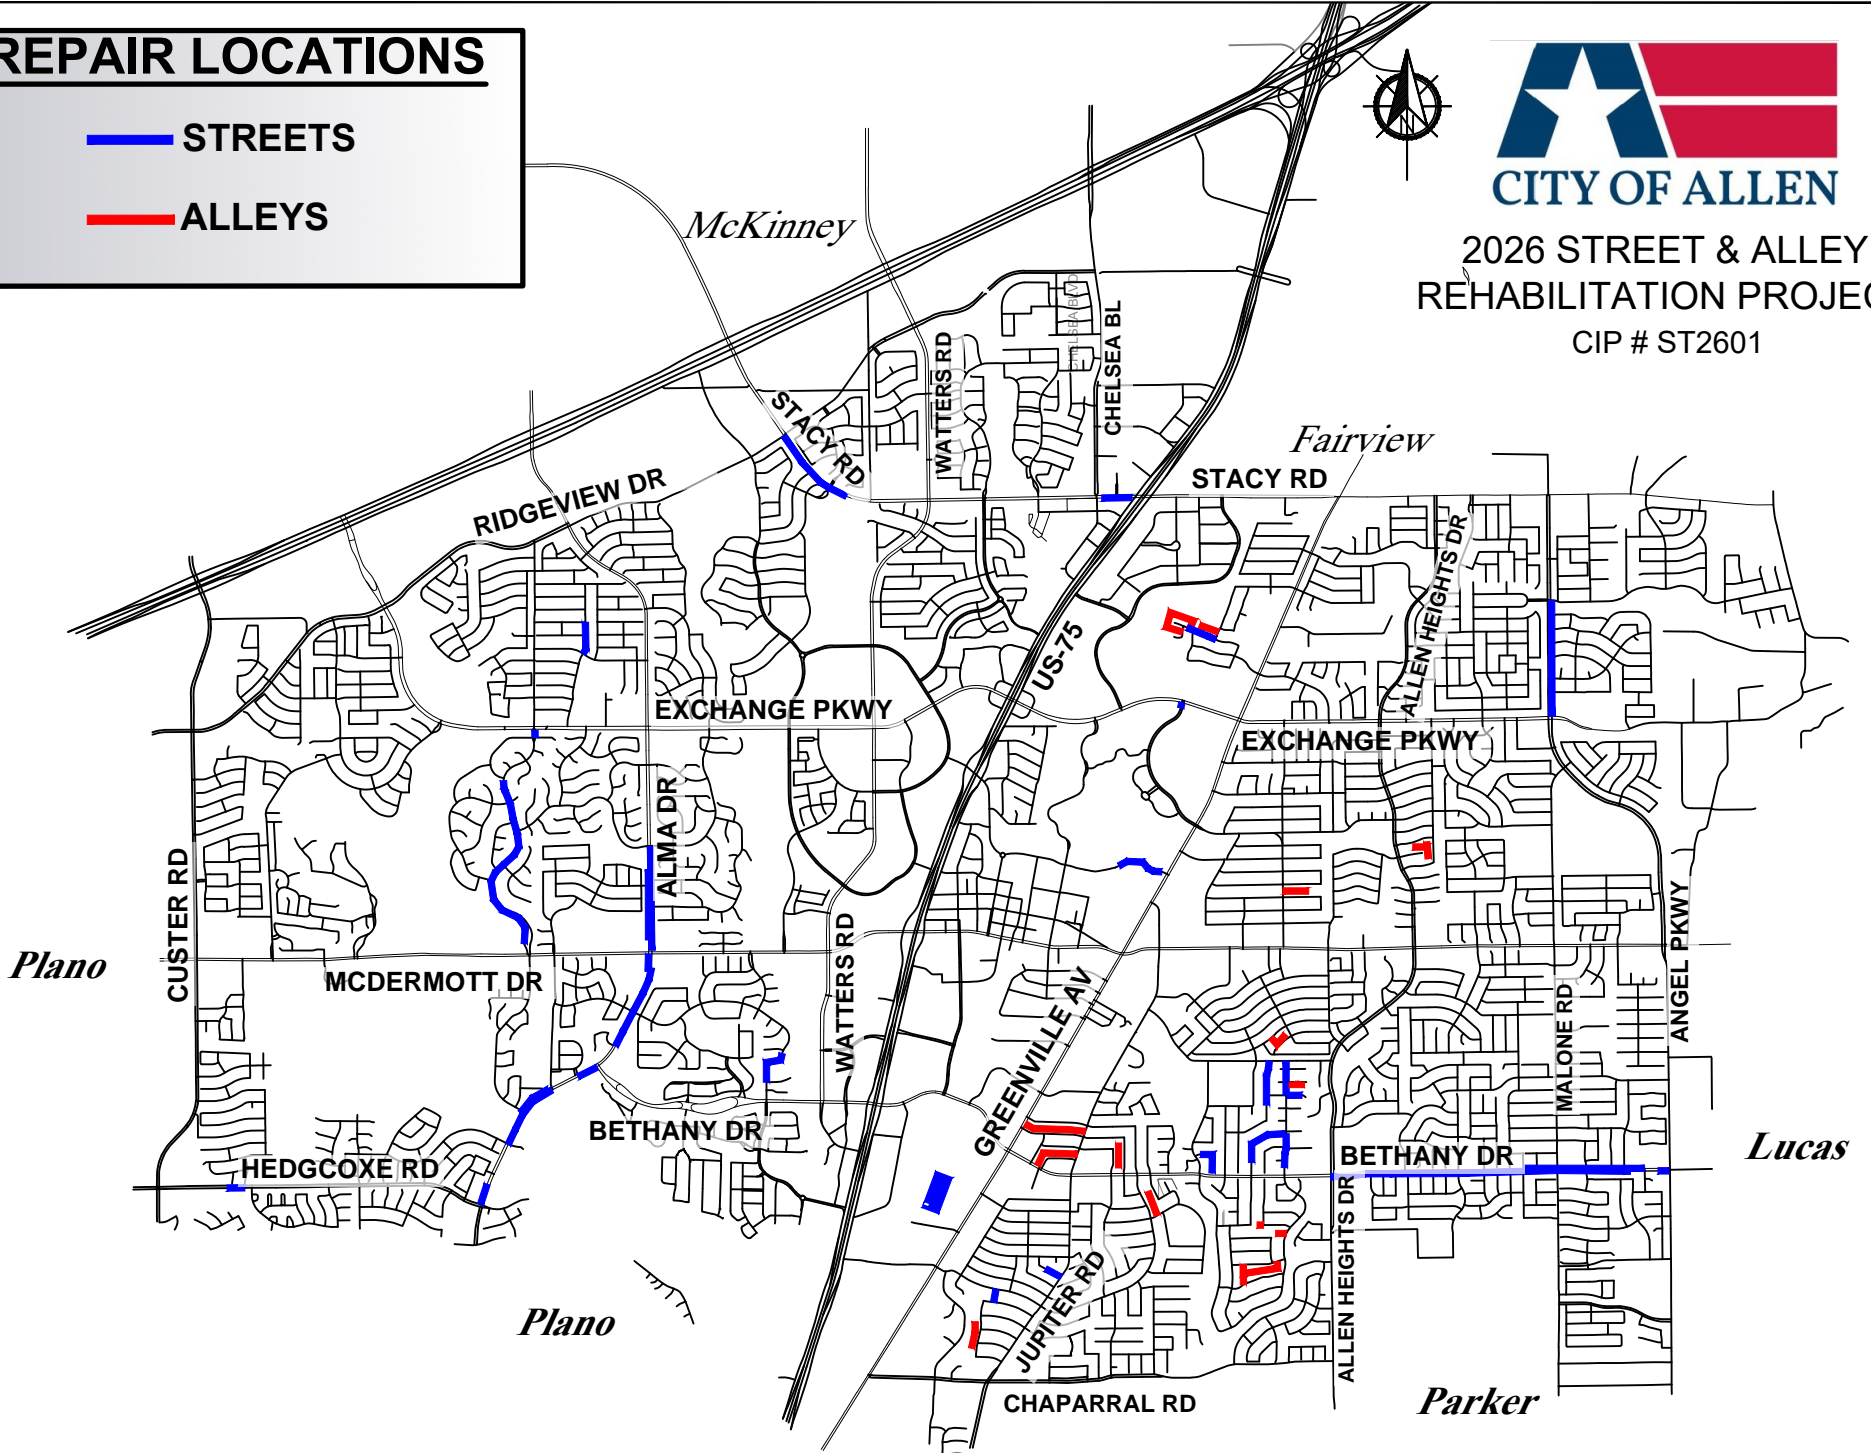 REPAIR LOCATIONS
STREETS
ALLEYS
CITY OF ALLEN
2026 STREET & ALLEY
REHABILITATION PROJEC
CIP # ST2601
McKinney
CHELSEA BLVD
CHELSEA BL
WATTERS RD
STACY RD
Fairview
STACY RD
RIDGEVIEW DR
ALLEN HEIGHTS DR
US-75
EXCHANGE PKWY
EXCHANGE PKWY
ALMA DR
CUSTER RD
WATTERS RD
ANGEL PKWY
Plano
MCDERMOTT DR
GREENVILLE AV
MALONE RD
BETHANY DR
BETHANY DR
Lucas
HEDGCOXE RD
ALLEN HEIGHTS DR
JUPITER RD
Plano
CHAPARRAL RD
Parker